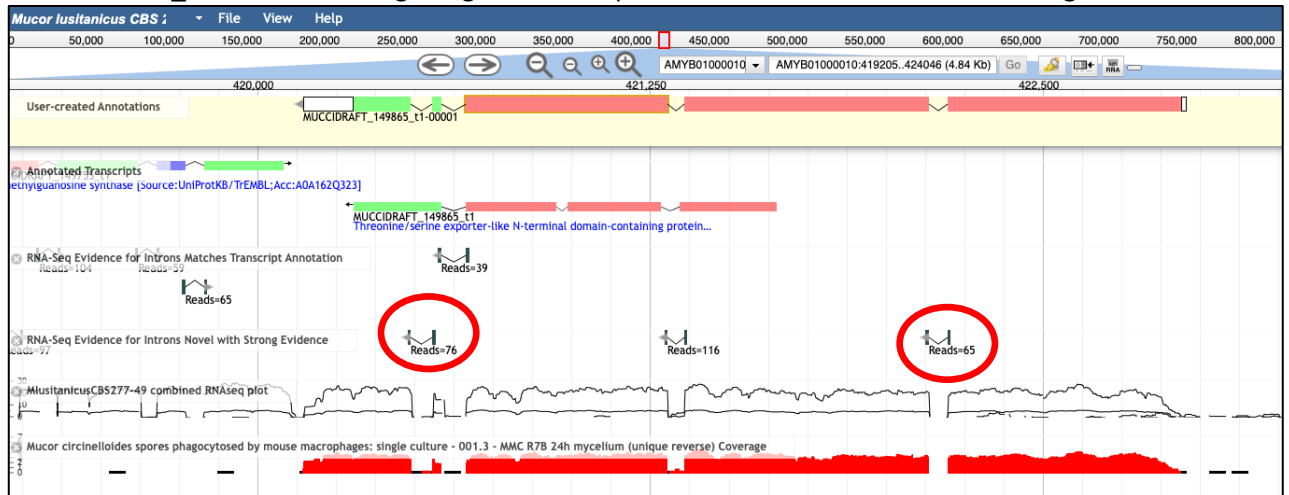 Mucor lusitanicus CBS 2 File View Help
0 50,000 100,000 150,000 200,000 250,000 300,000 350,000 400,000 450,000 500,000 550,000 600,000 650,000 700,000 750,000 800,000
AMYB01000010 AMYB01000010:419205..424046 (4.84 Kb) Go RNA
420,000 421,250 422,500
User-created Annotations
MUCCIDRAFT_149865_t1-00001
Annotated Transcripts
methylguanosine synthase [Source:UniProtKB/TrEMBL;Acc:A0A162Q323]
MUCCIDRAFT_149865_t1
Threonine/serine exporter-like N-terminal domain-containing protein...
RNA-Seq Evidence for Introns Matches Transcript Annotation
Reads=104 Reads=59 Reads=39
Reads=65
RNA-Seq Evidence for Introns Novel with Strong Evidence
Reads=97 Reads=76 Reads=116 Reads=65
MlusitanicusCBS277-49 combined RNAseq plot
Mucor circinelloides spores phagocytosed by mouse macrophages: single culture - 001.3 - MMC R7B 24h mycelium (unique reverse) Coverage